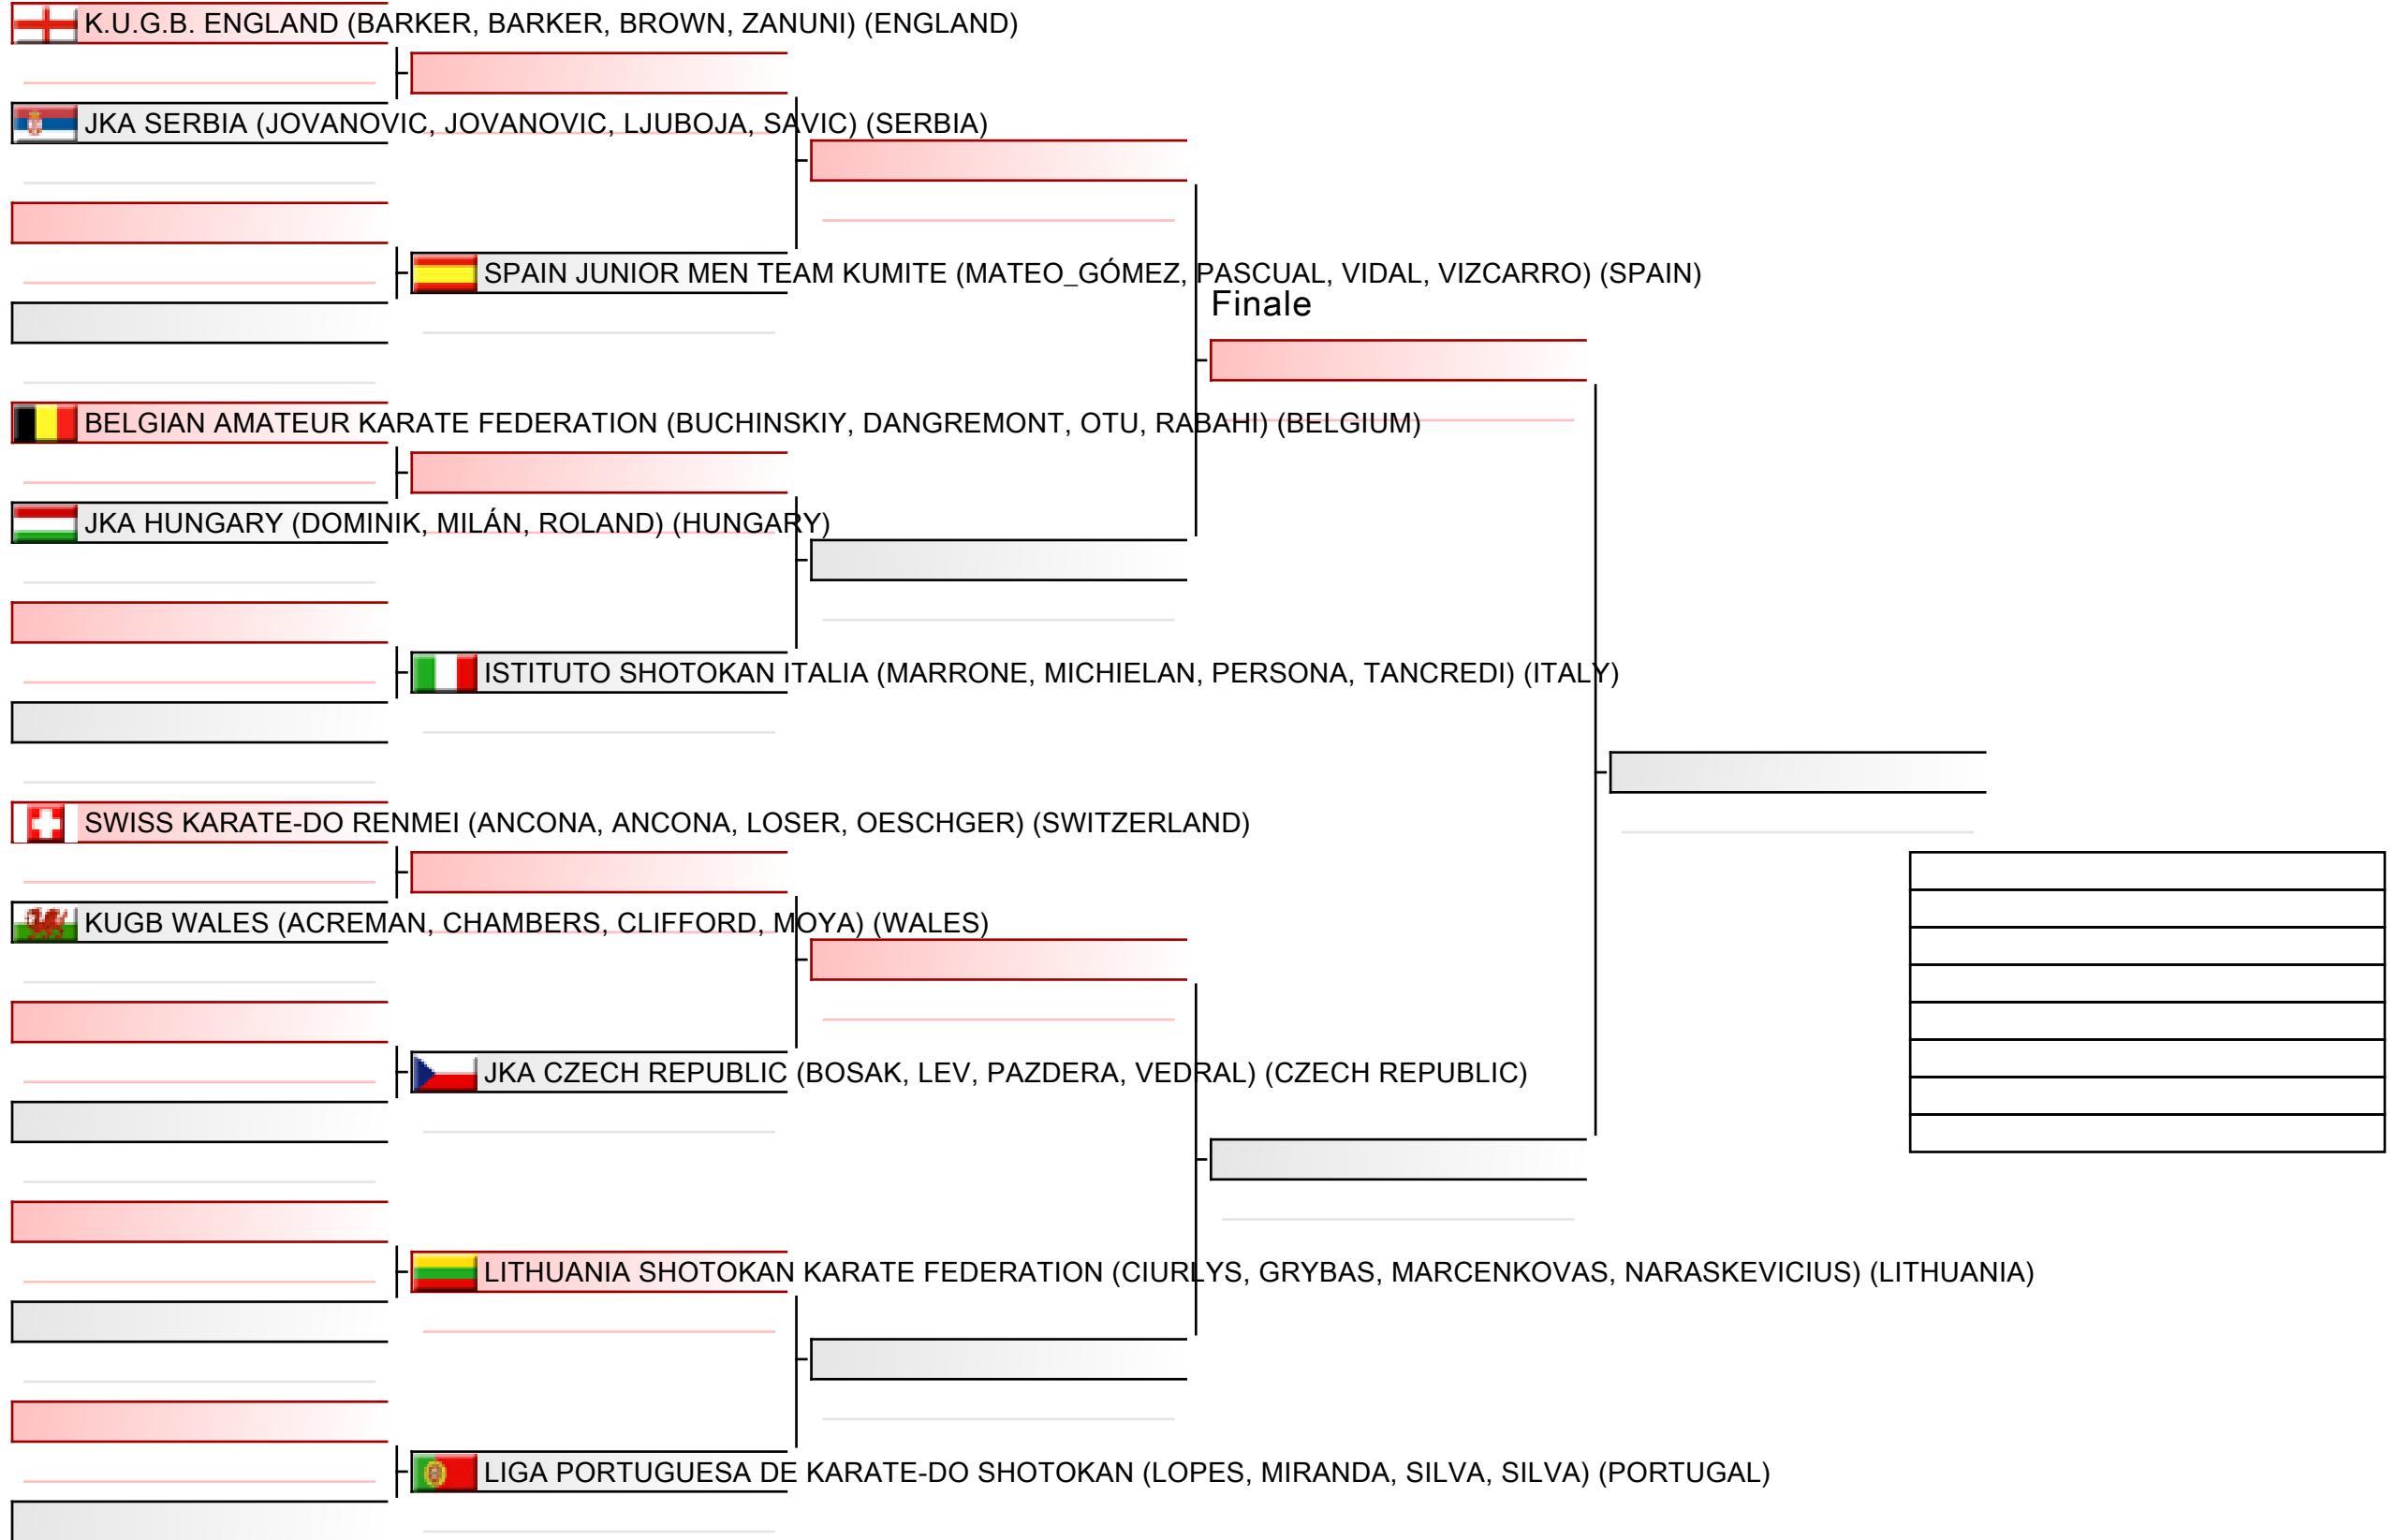 K.U.G.B. ENGLAND (BARKER, BARKER, BROWN, ZANUNI) (ENGLAND)
JKA SERBIA (JOVANOVIC, JOVANOVIC, LJUBOJA, SAVIC) (SERBIA)
SPAIN JUNIOR MEN TEAM KUMITE (MATEO_GÓMEZ, PASCUAL, VIDAL, VIZCARRO) (SPAIN)
Finale
BELGIAN AMATEUR KARATE FEDERATION (BUCHINSKIY, DANGREMONT, OTU, RABAHI) (BELGIUM)
JKA HUNGARY (DOMINIK, MILÁN, ROLAND) (HUNGARY)
ISTITUTO SHOTOKAN ITALIA (MARRONE, MICHIELAN, PERSONA, TANCREDI) (ITALY)
SWISS KARATE-DO RENMEI (ANCONA, ANCONA, LOSER, OESCHGER) (SWITZERLAND)
KUGB WALES (ACREMAN, CHAMBERS, CLIFFORD, MOYA) (WALES)
JKA CZECH REPUBLIC (BOSAK, LEV, PAZDERA, VEDRAL) (CZECH REPUBLIC)
LITHUANIA SHOTOKAN KARATE FEDERATION (CIURLYS, GRYBAS, MARCENKOVAS, NARASKEVICIUS) (LITHUANIA)
LIGA PORTUGUESA DE KARATE-DO SHOTOKAN (LOPES, MIRANDA, SILVA, SILVA) (PORTUGAL)